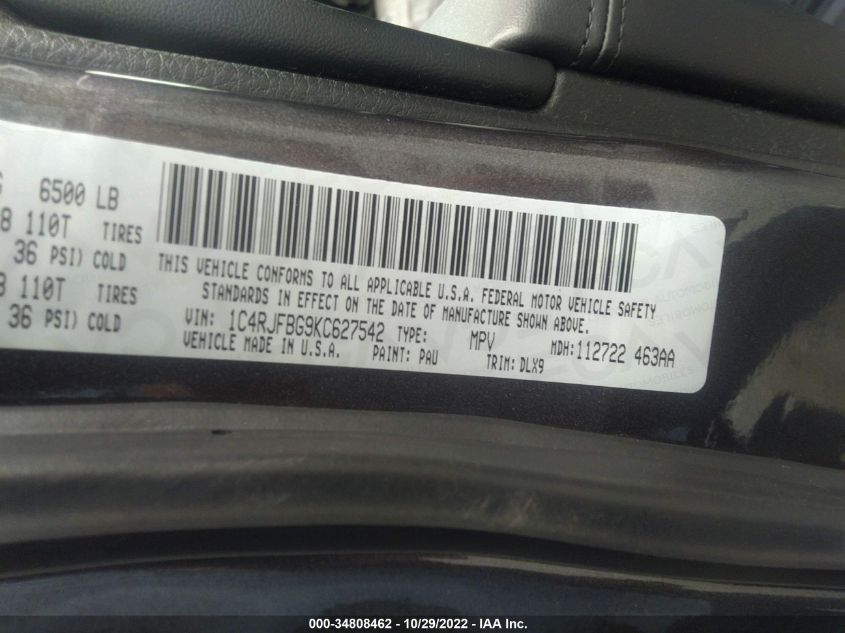 6500 LB
8 110T TIRES
36 PSI) COLD
8 110T TIRES
36 PSI) COLD
THIS VEHICLE CONFORMS TO ALL APPLICABLE U.S.A. FEDERAL MOTOR VEHICLE SAFETY
STANDARDS IN EFFECT ON THE DATE OF MANUFACTURE SHOWN ABOVE.
VIN: 1C4RJFBG9KC627542 TYPE: MPV MDH:112722 463AA
VEHICLE MADE IN U.S.A. PAINT: PAU TRIM: DLX9
000-34808462 - 10/29/2022 - IAA Inc.